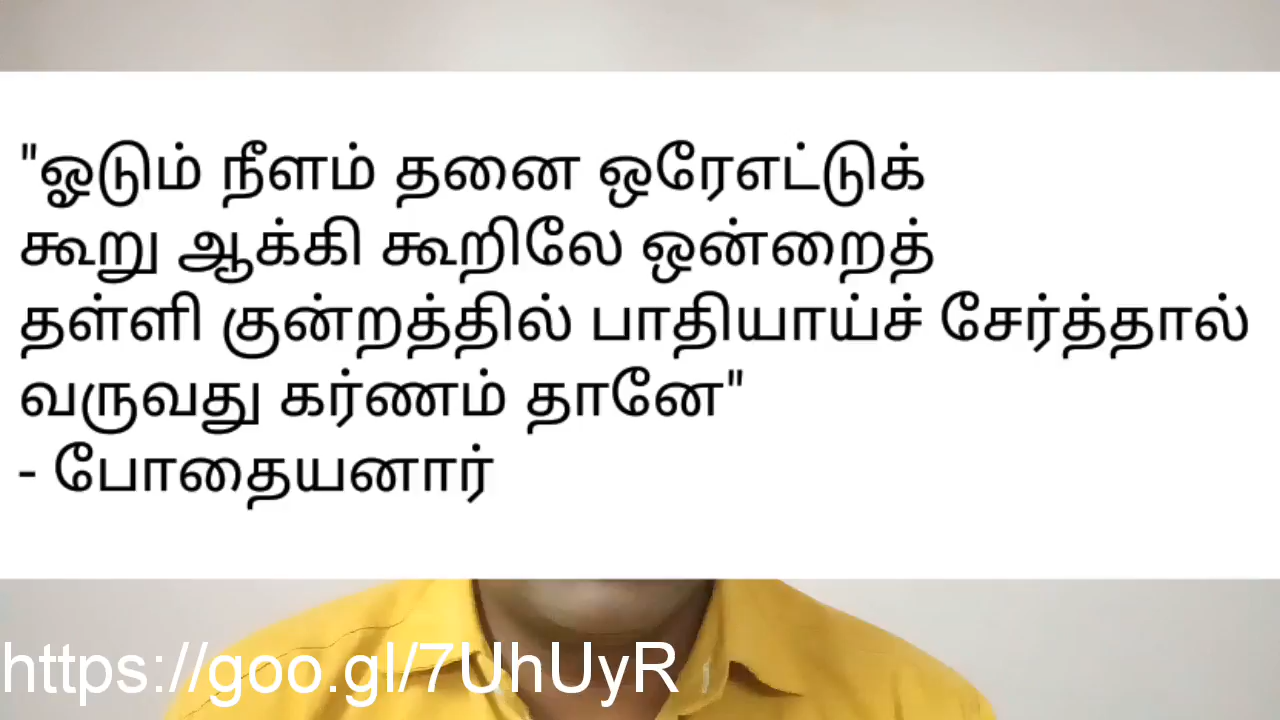 "ஓடும் நீளம் தனை ஒரேஎட்டுக்
கூறு ஆக்கி கூறிலே ஒன்றைத்
தள்ளி குன்றத்தில் பாதியாய்ச் சேர்த்தால்
வருவது கர்ணம் தானே"
- போதையனார்
https://goo.gl/7UhUyR